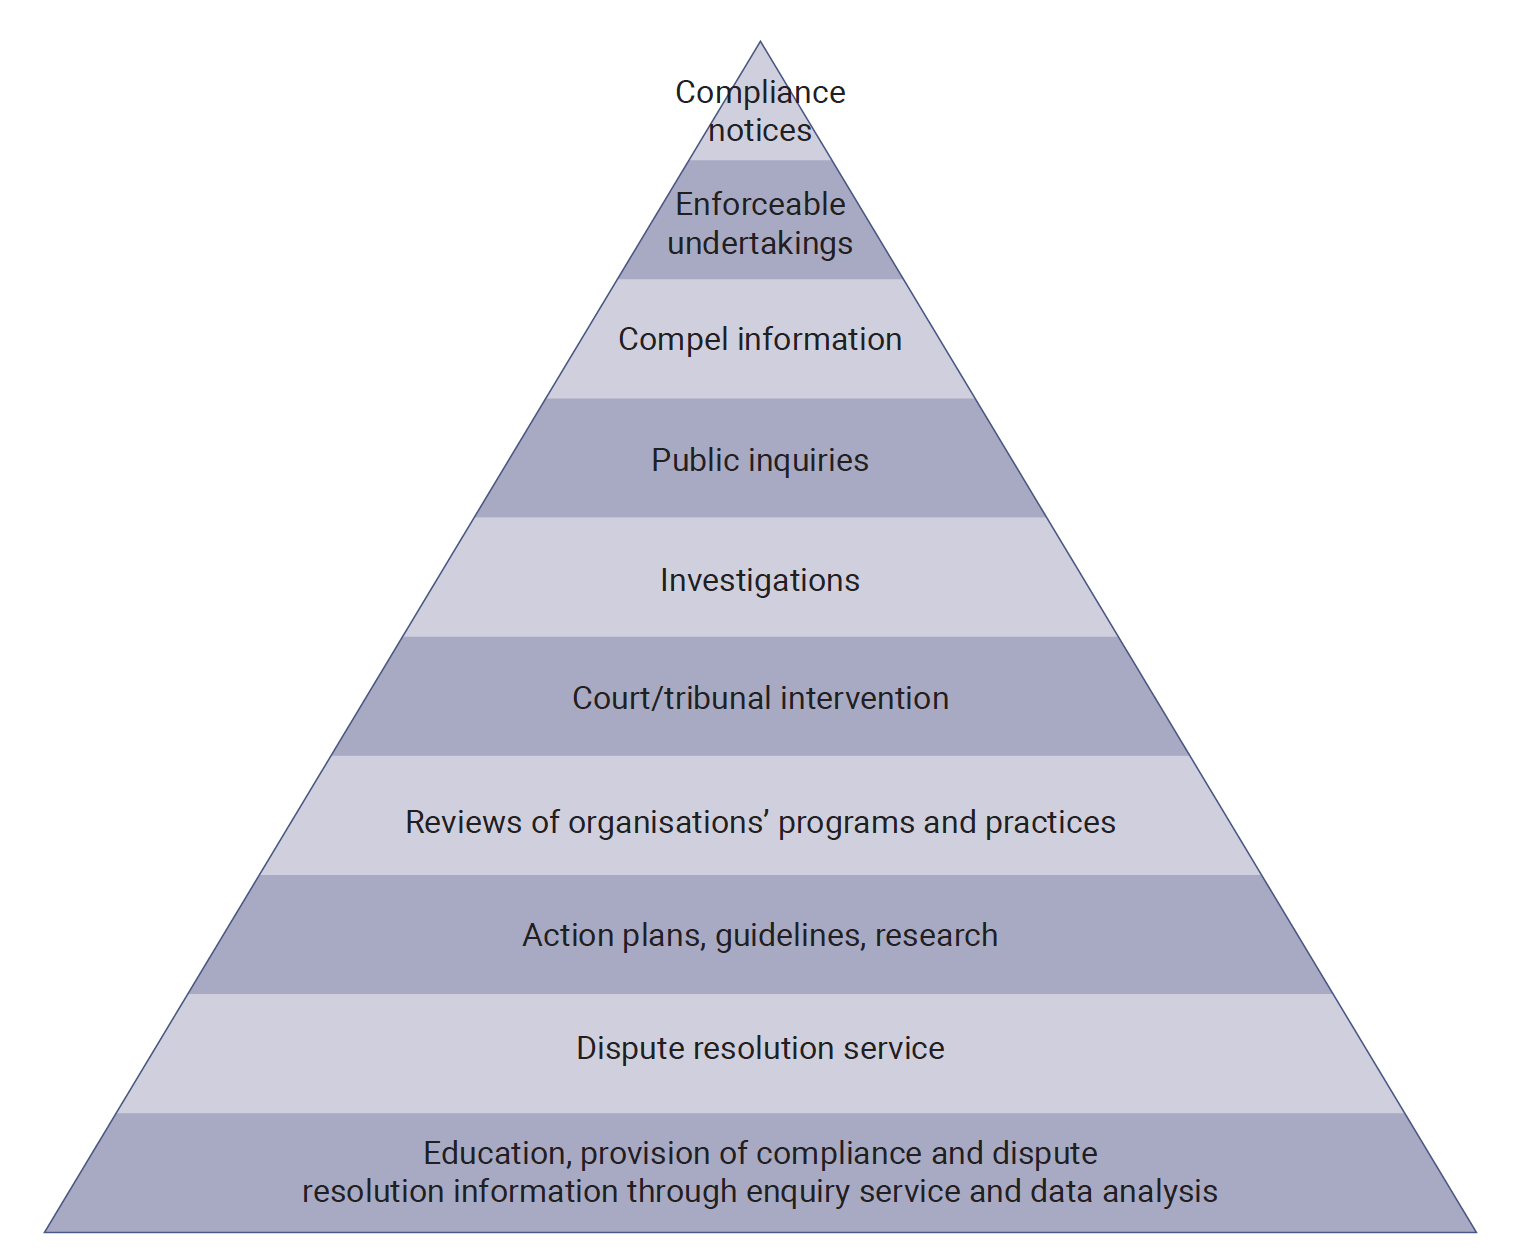 Compliance
notices
Enforceable
undertakings
Compel information
Public inquiries
Investigations
Court/tribunal intervention
Reviews of organisations’ programs and practices
Action plans, guidelines, research
Dispute resolution service
Education, provision of compliance and dispute
resolution information through enquiry service and data analysis